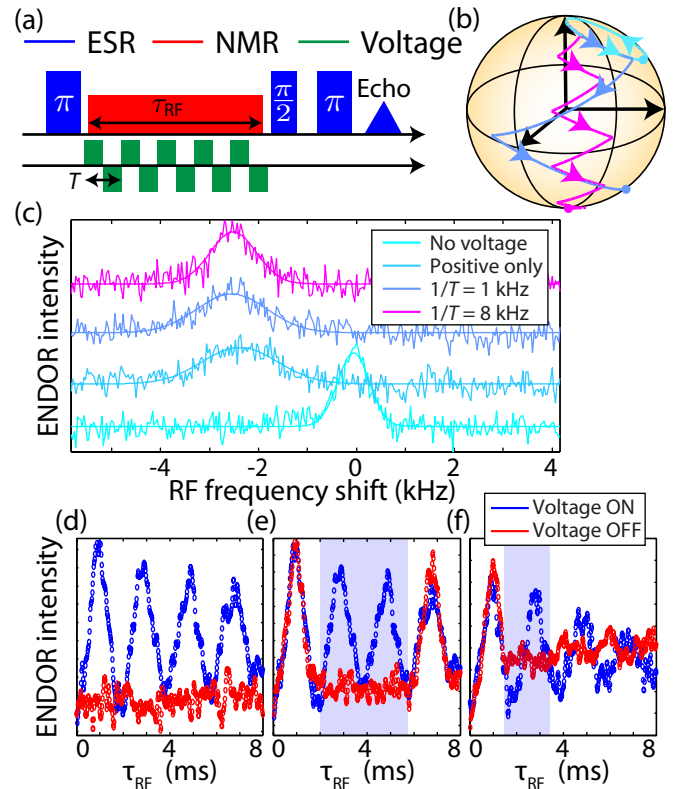 (a)
(b)
ESR NMR Voltage
π τRF π/2 π Echo
T
(c)
ENDOR intensity
No voltage
Positive only
1/T = 1 kHz
1/T = 8 kHz
-4 -2 0 2 4
RF frequency shift (kHz)
(d) (e) (f)
Voltage ON
Voltage OFF
ENDOR intensity
0 4 8 0 4 8 0 4 8
τRF (ms) τRF (ms) τRF (ms)